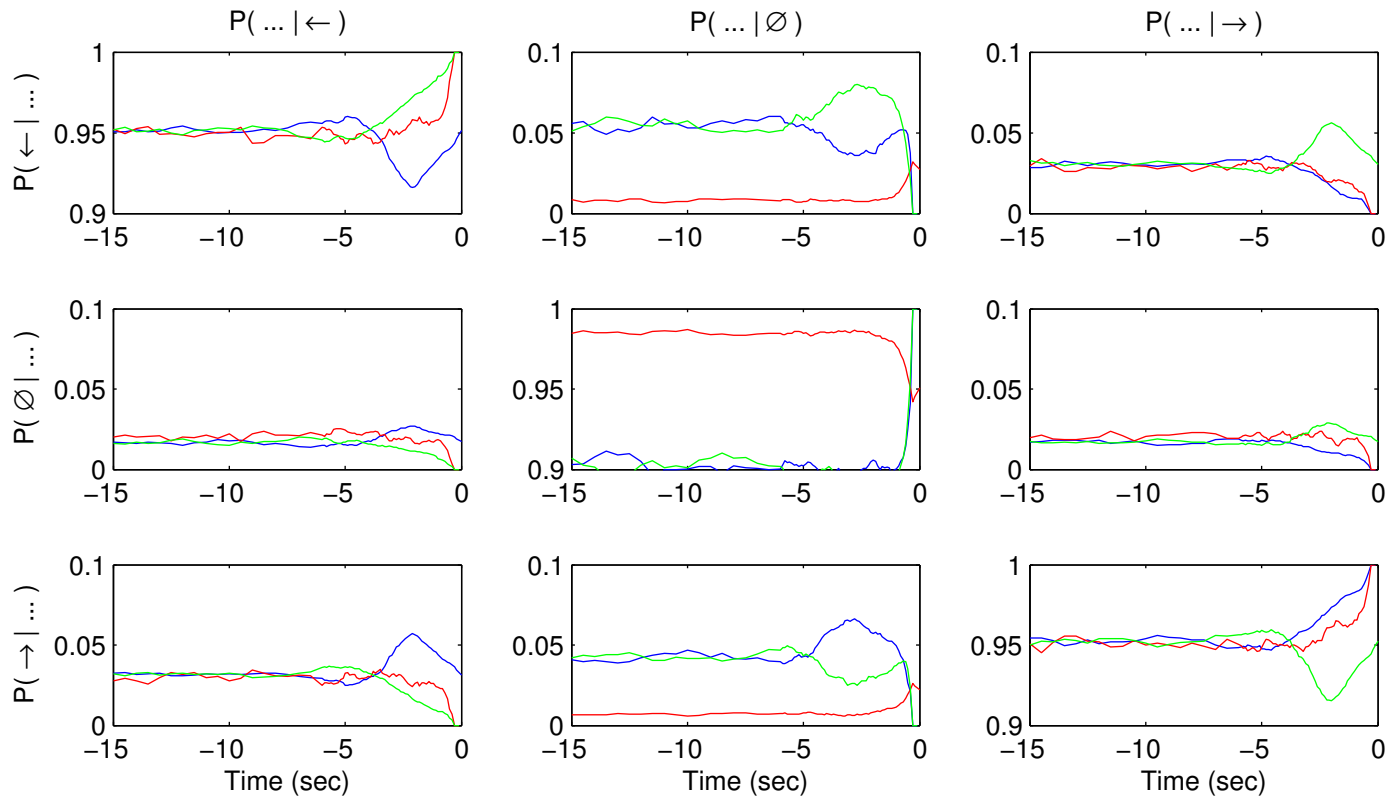 P( ... | ← ) P( ... | ∅ ) P( ... | → )
P( ← | ... )
1 0.1 0.1
0.95 0.05 0.05
0.9 0 0
−15 −10 −5 0 −15 −10 −5 0 −15 −10 −5 0
P( ∅ | ... )
0.1 1 0.1
0.05 0.95 0.05
0 0.9 0
−15 −10 −5 0 −15 −10 −5 0 −15 −10 −5 0
P( → | ... )
0.1 0.1 1
0.05 0.05 0.95
0 0 0.9
−15 −10 −5 0 −15 −10 −5 0 −15 −10 −5 0
Time (sec) Time (sec) Time (sec)